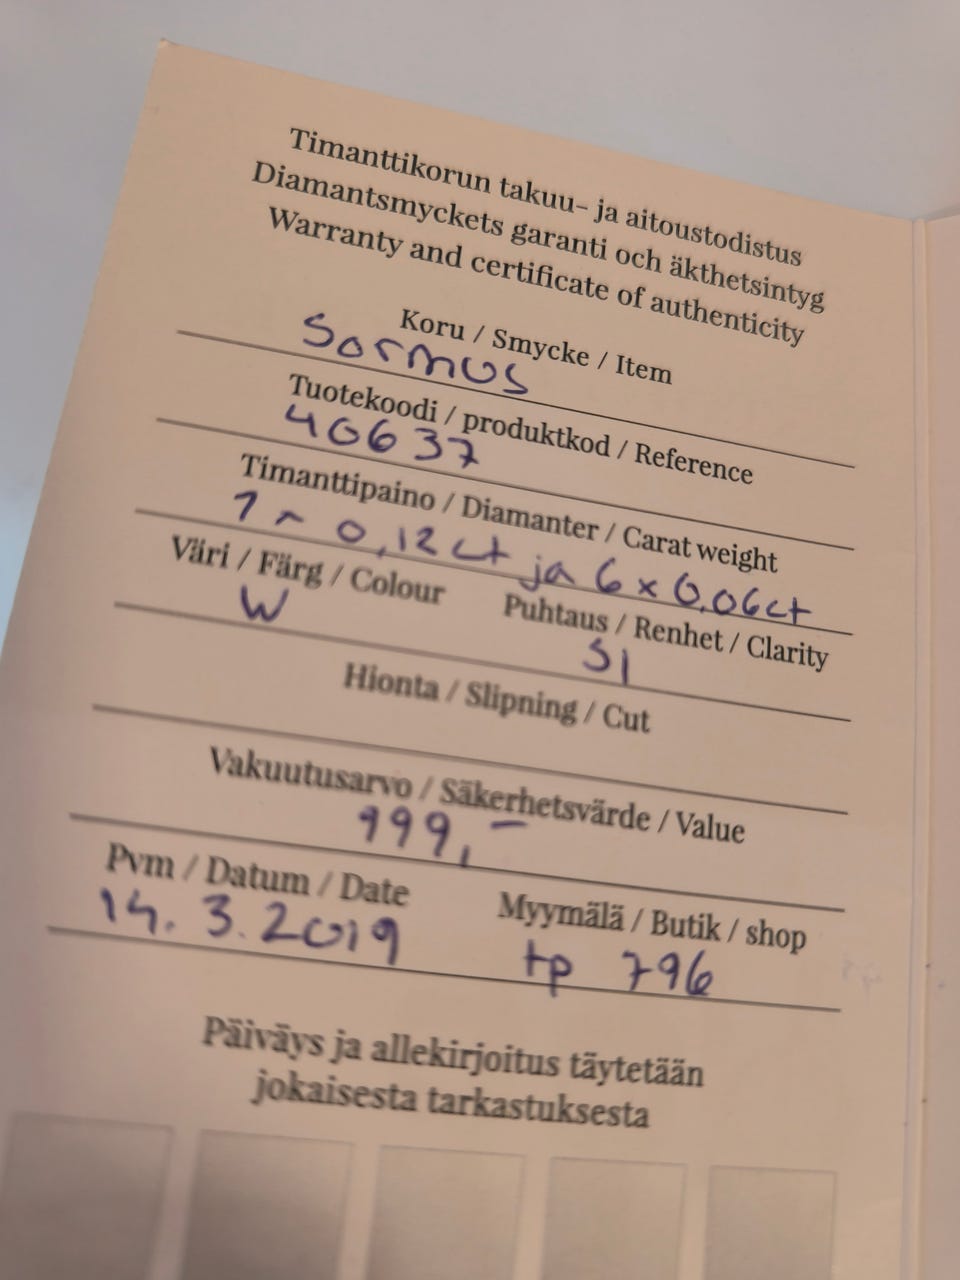 Timanttikorun takuu- ja aitoustodistus
Diamantsmyckets garanti och äkthetsintyg
Warranty and certificate of authenticity
Koru / Smycke / Item
Sormus
Tuotekoodi / produktkod / Reference
40637
Timanttipaino / Diamanter / Carat weight
1 x 0,12 ct ja 6 x 0,06ct
Väri / Färg / Colour Puhtaus / Renhet / Clarity
W SI
Hionta / Slipning / Cut
Vakuutusarvo / Säkerhetsvärde / Value
999,-
Pvm / Datum / Date Myymälä / Butik / shop
14. 3. 2019 tp 796
Päiväys ja allekirjoitus täytetään
jokaisesta tarkastuksesta